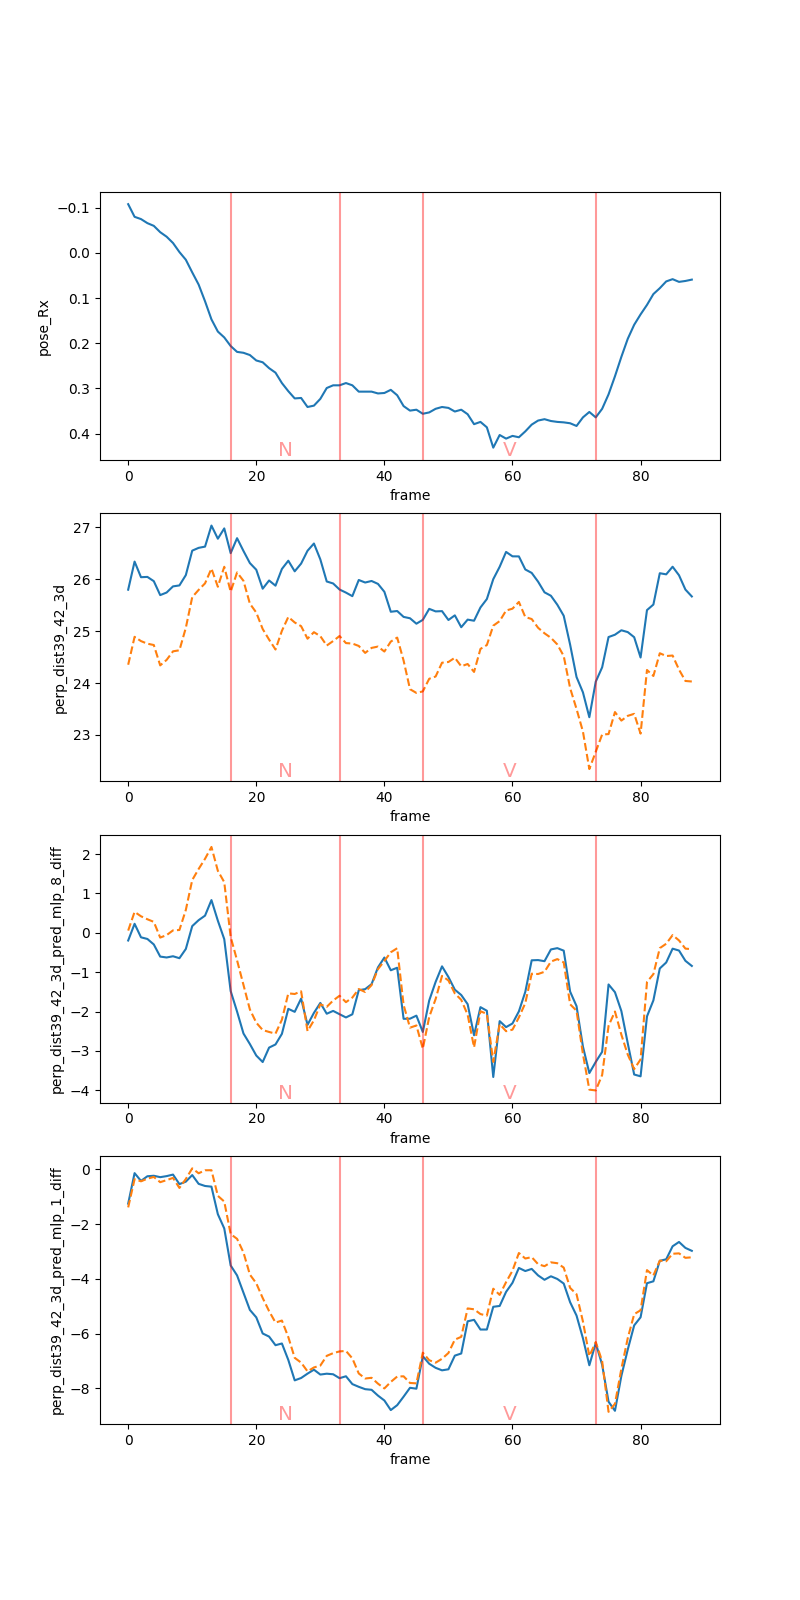 −0.1
0.0
0.1
0.2
0.3
0.4
pose_Rx
N
V
0 20 40 60 80
frame
27
26
25
24
23
perp_dist39_42_3d
N
V
0 20 40 60 80
frame
2
1
0
−1
−2
−3
−4
perp_dist39_42_3d_pred_mlp_8_diff
N
V
0 20 40 60 80
frame
0
−2
−4
−6
−8
perp_dist39_42_3d_pred_mlp_1_diff
N
V
0 20 40 60 80
frame